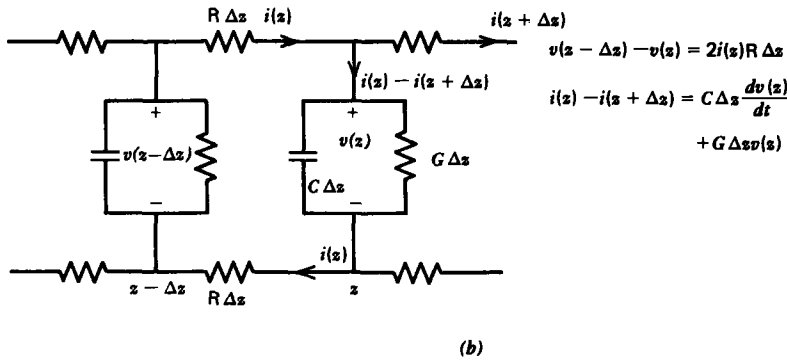 R Δz i(z) i(z + Δz)
v(z − Δz) −v(z) = 2i(z)R Δz
i(z) − i(z + Δz)
i(z) −i(z + Δz) = C Δz dv(z)/dt
+ G Δzv(z)
+ +
v(z−Δz) v(z) G Δz
C Δz
− −
i(z)
z − Δz R Δz z
(b)